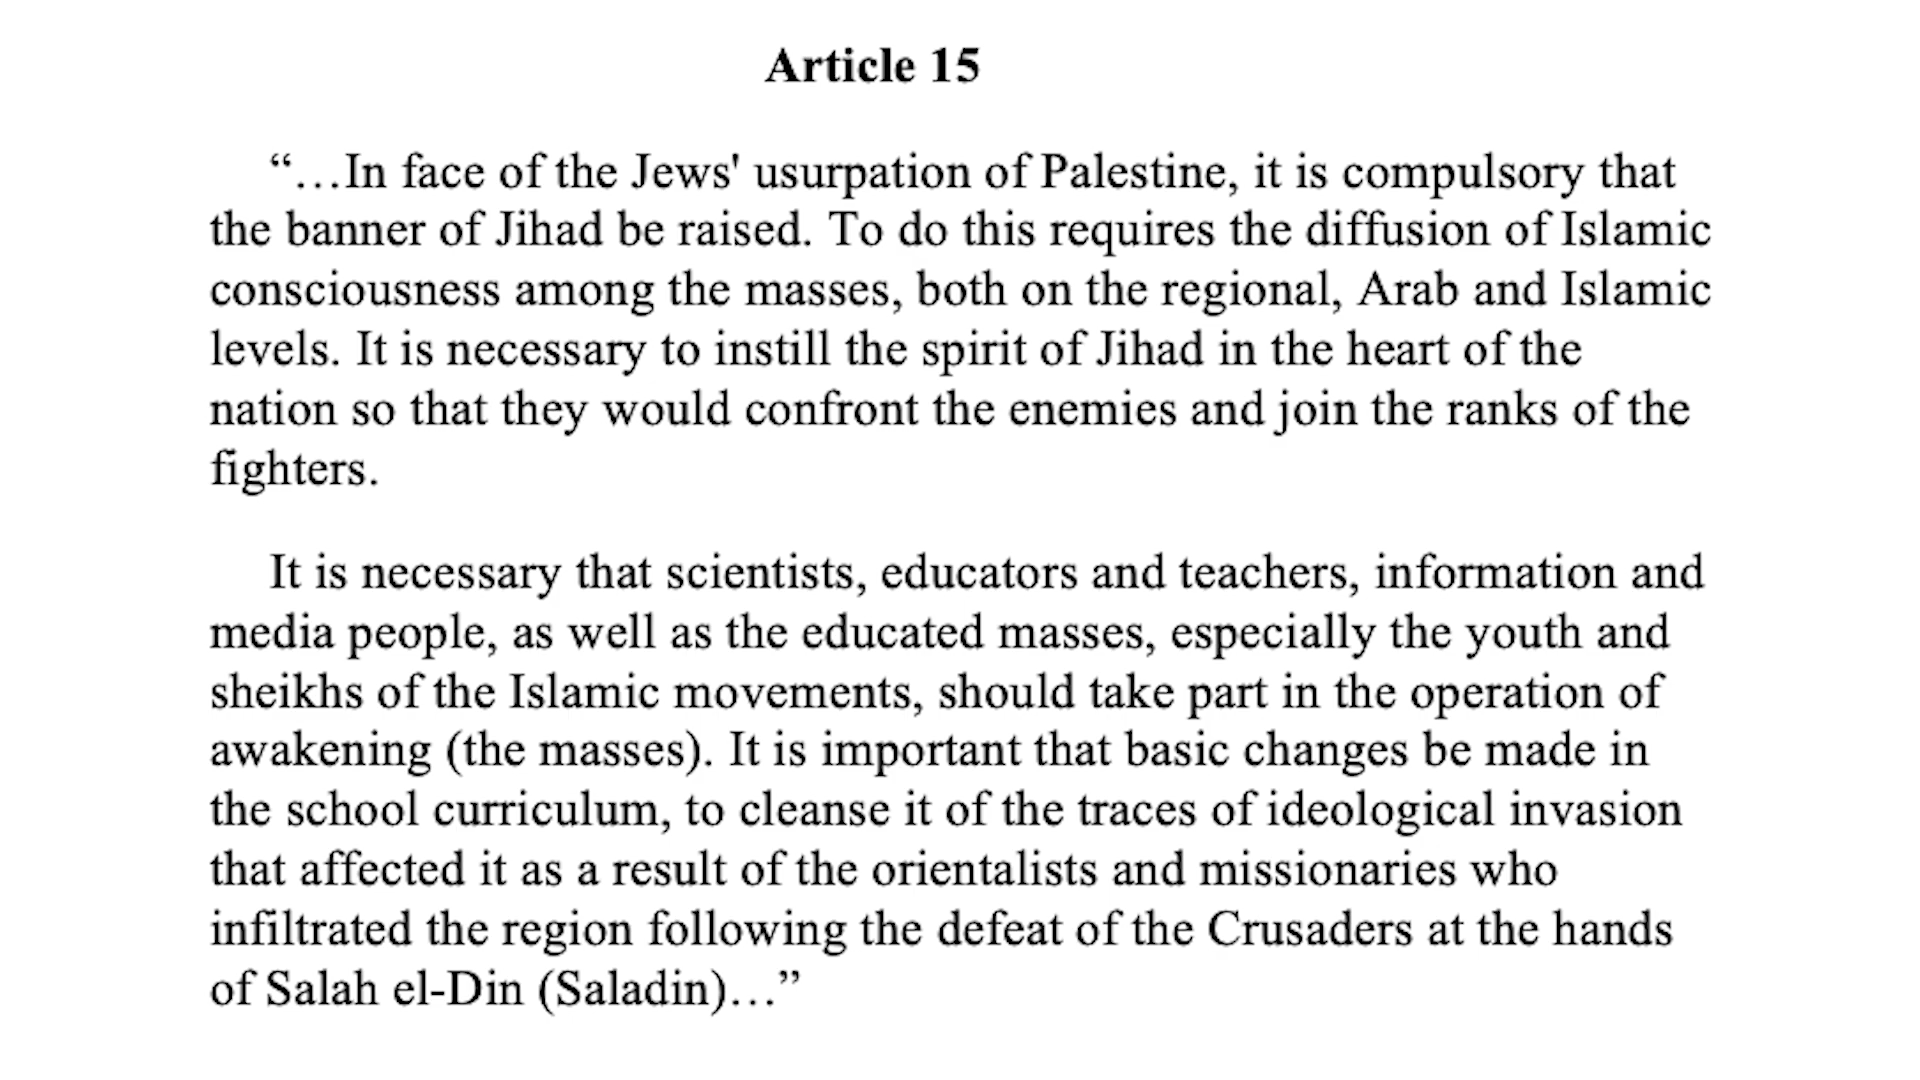 Article 15
“…In face of the Jews' usurpation of Palestine, it is compulsory that
the banner of Jihad be raised. To do this requires the diffusion of Islamic
consciousness among the masses, both on the regional, Arab and Islamic
levels. It is necessary to instill the spirit of Jihad in the heart of the
nation so that they would confront the enemies and join the ranks of the
fighters.
It is necessary that scientists, educators and teachers, information and
media people, as well as the educated masses, especially the youth and
sheikhs of the Islamic movements, should take part in the operation of
awakening (the masses). It is important that basic changes be made in
the school curriculum, to cleanse it of the traces of ideological invasion
that affected it as a result of the orientalists and missionaries who
infiltrated the region following the defeat of the Crusaders at the hands
of Salah el-Din (Saladin)…”